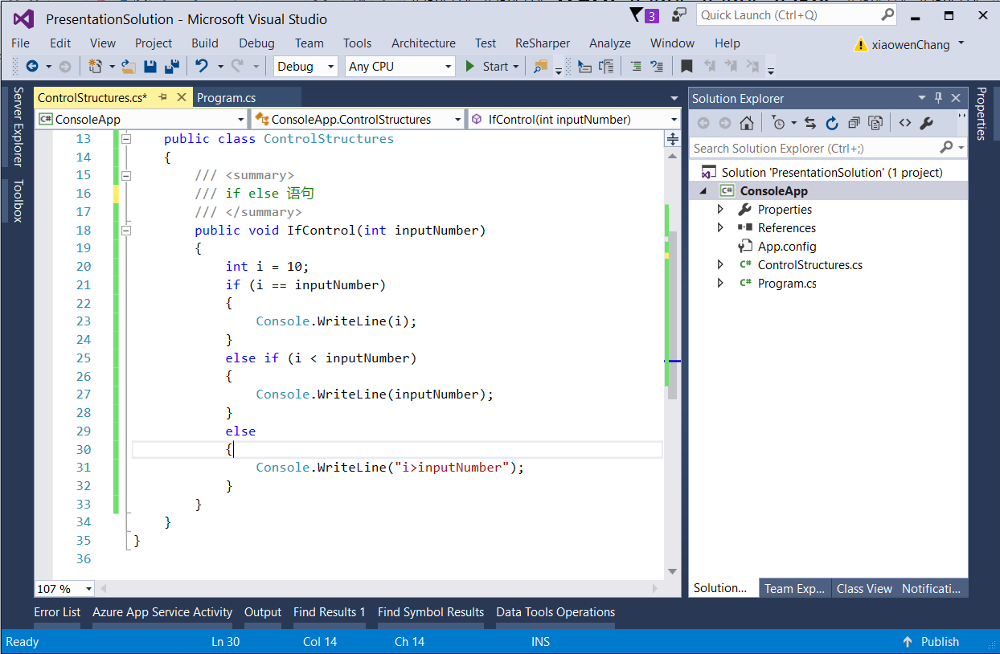 PresentationSolution - Microsoft Visual Studio
3
Quick Launch (Ctrl+Q)
File Edit View Project Build Debug Team Tools Architecture Test ReSharper Analyze Window Help
xiaowenChang
Debug Any CPU Start
Server Explorer
Toolbox
ControlStructures.cs* Program.cs
C# ConsoleApp ConsoleApp.ControlStructures IfControl(int inputNumber)
13 public class ControlStructures
14 {
15 /// <summary>
16 /// if else 语句
17 /// </summary>
18 public void IfControl(int inputNumber)
19 {
20 int i = 10;
21 if (i == inputNumber)
22 {
23 Console.WriteLine(i);
24 }
25 else if (i < inputNumber)
26 {
27 Console.WriteLine(inputNumber);
28 }
29 else
30 {
31 Console.WriteLine("i>inputNumber");
32 }
33 }
34 }
35 }
36
107 %
Solution Explorer
Search Solution Explorer (Ctrl+;)
Solution 'PresentationSolution' (1 project)
C# ConsoleApp
Properties
References
App.config
C# ControlStructures.cs
C# Program.cs
Solution... Team Exp... Class View Notificati...
Properties
Error List Azure App Service Activity Output Find Results 1 Find Symbol Results Data Tools Operations
Ready Ln 30 Col 14 Ch 14 INS Publish